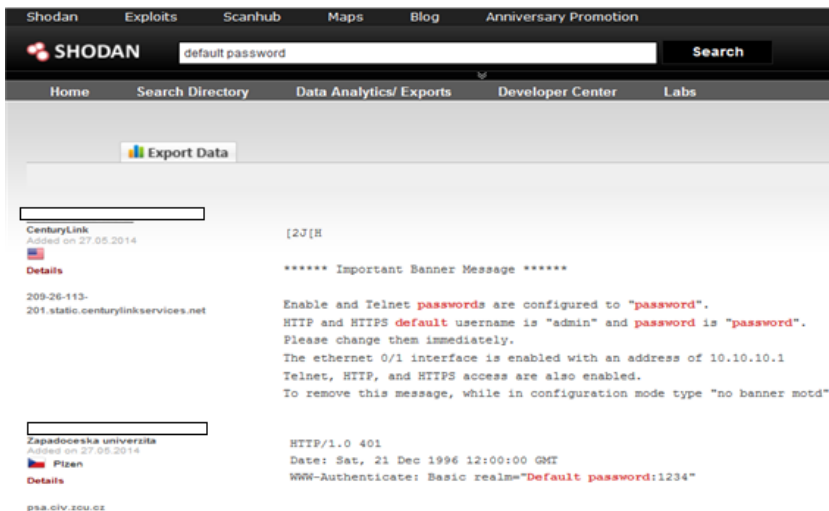 Shodan Exploits Scanhub Maps Blog Anniversary Promotion
SHODAN default password Search
Home Search Directory Data Analytics/ Exports Developer Center Labs
Export Data
CenturyLink
Added on 27.05.2014
Details
209-26-113-
201.static.centurylinkservices.net
[2J[H
****** Important Banner Message ******
Enable and Telnet passwords are configured to "password".
HTTP and HTTPS default username is "admin" and password is "password".
Please change them immediately.
The ethernet 0/1 interface is enabled with an address of 10.10.10.1
Telnet, HTTP, and HTTPS access are also enabled.
To remove this message, while in configuration mode type "no banner motd"
Zapadoceska univerzita
Added on 27.05.2014
Plzen
Details
psa.civ.zcu.cz
HTTP/1.0 401
Date: Sat, 21 Dec 1996 12:00:00 GMT
WWW-Authenticate: Basic realm="Default password:1234"